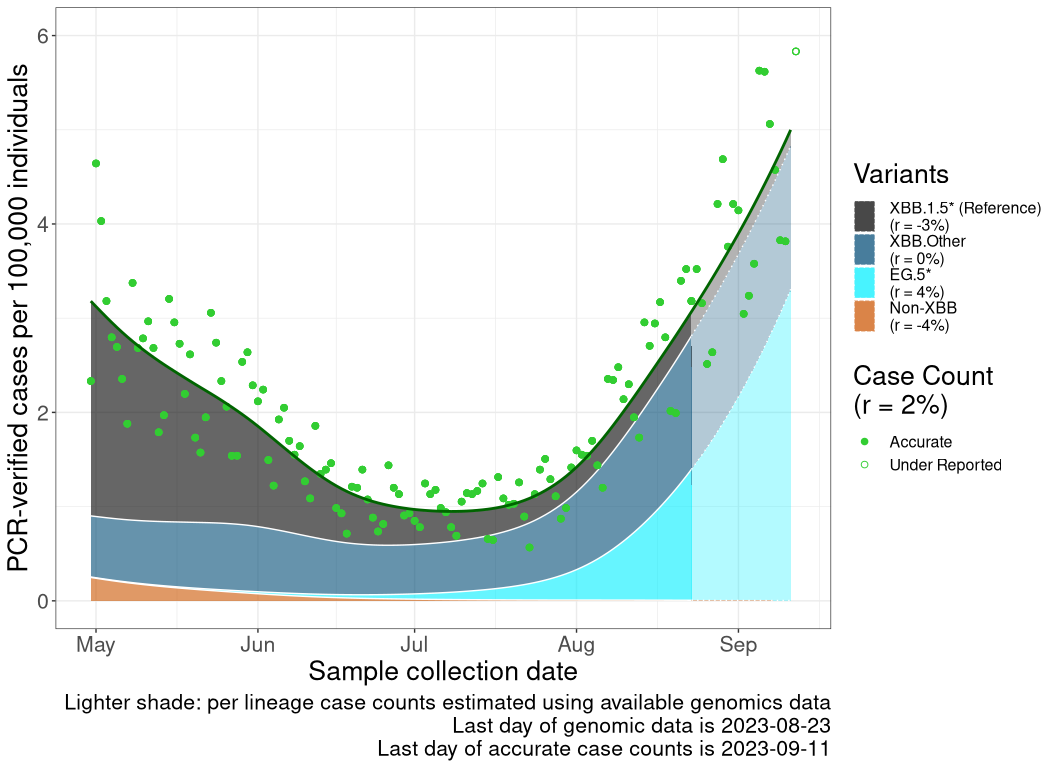 PCR-verified cases per 100,000 individuals
6
4
2
0
May
Jun
Jul
Aug
Sep
Sample collection date
Lighter shade: per lineage case counts estimated using available genomics data
Last day of genomic data is 2023-08-23
Last day of accurate case counts is 2023-09-11
Variants
XBB.1.5* (Reference)
(r = -3%)
XBB.Other
(r = 0%)
EG.5*
(r = 4%)
Non-XBB
(r = -4%)
Case Count
(r = 2%)
Accurate
Under Reported